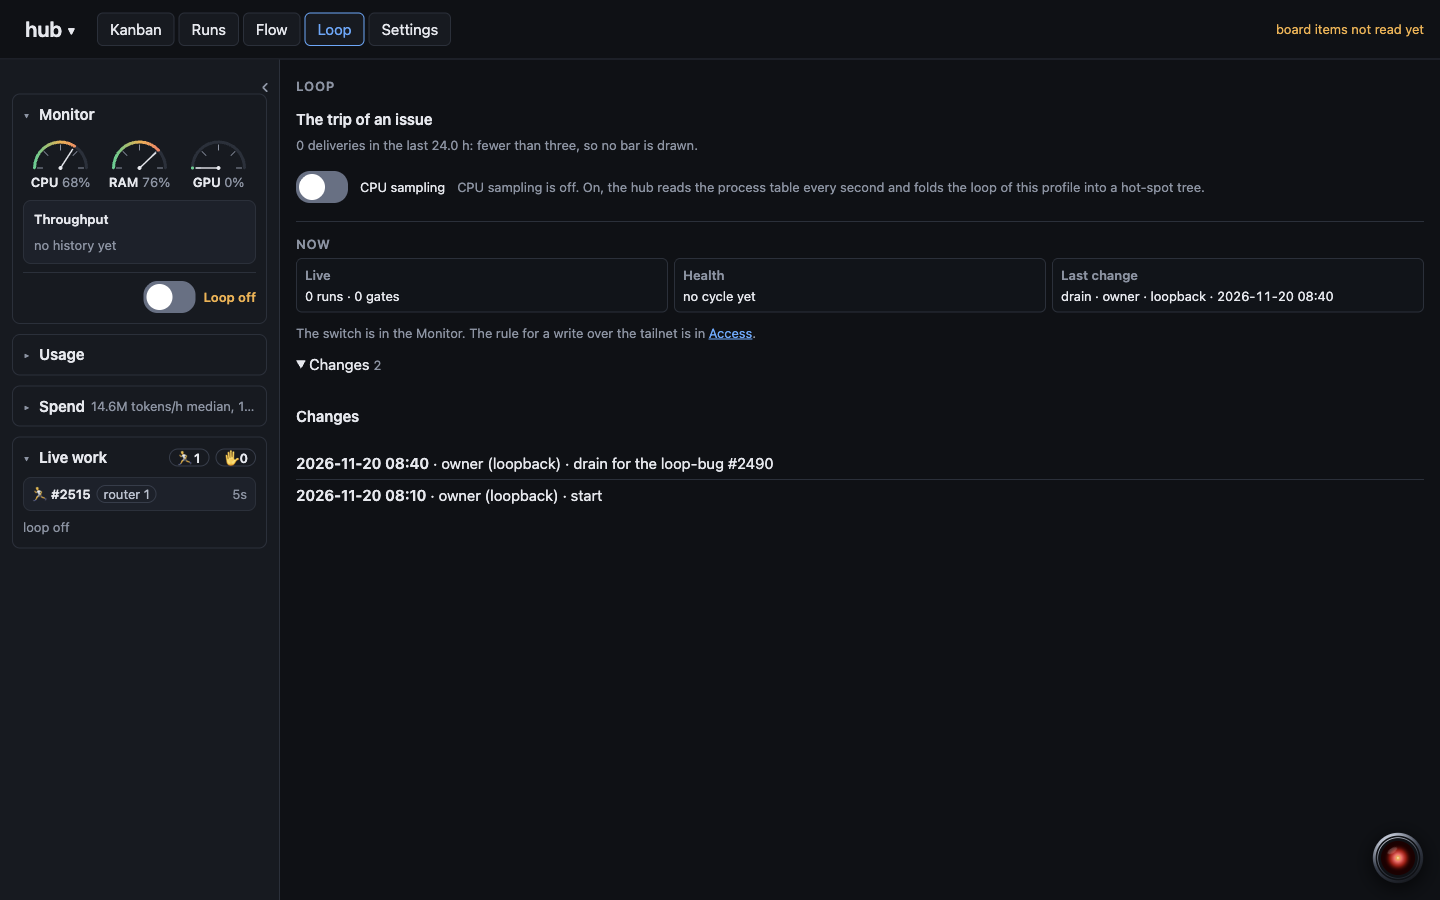 hub ▾ Kanban Runs Flow Loop Settings board items not read yet
Monitor
CPU 68% RAM 76% GPU 0%
Throughput
no history yet
Loop off
Usage
Spend 14.6M tokens/h median, 1...
Live work 🏃 1 ✋ 0
🏃 #2515 router 1 5s
loop off
LOOP
The trip of an issue
0 deliveries in the last 24.0 h: fewer than three, so no bar is drawn.
CPU sampling CPU sampling is off. On, the hub reads the process table every second and folds the loop of this profile into a hot-spot tree.
NOW
Live
0 runs · 0 gates
Health
no cycle yet
Last change
drain · owner · loopback · 2026-11-20 08:40
The switch is in the Monitor. The rule for a write over the tailnet is in Access.
▼ Changes 2
Changes
2026-11-20 08:40 · owner (loopback) · drain for the loop-bug #2490
2026-11-20 08:10 · owner (loopback) · start